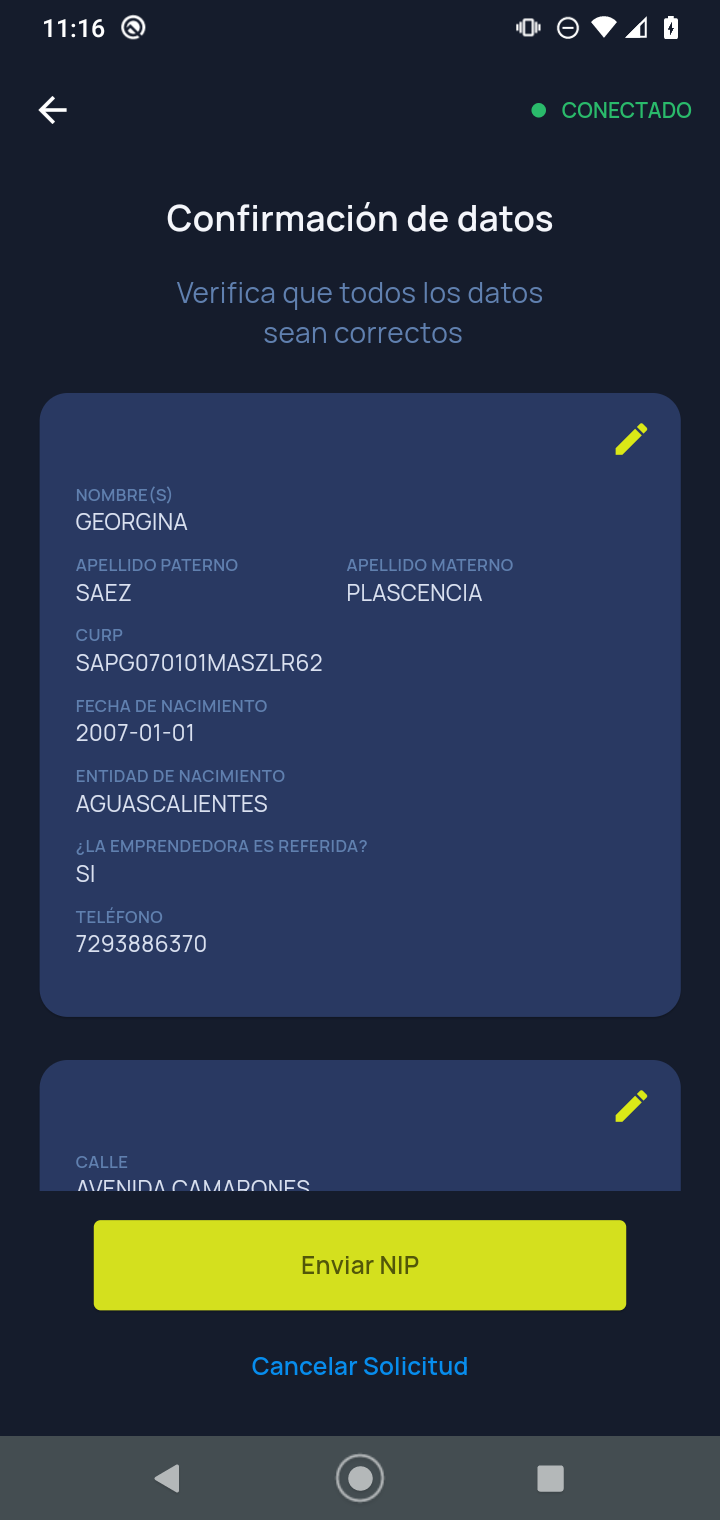 11:16
CONECTADO
Confirmación de datos
Verifica que todos los datos
sean correctos
NOMBRE(S)
GEORGINA
APELLIDO PATERNO APELLIDO MATERNO
SAEZ PLASCENCIA
CURP
SAPG070101MASZLR62
FECHA DE NACIMIENTO
2007-01-01
ENTIDAD DE NACIMIENTO
AGUASCALIENTES
¿LA EMPRENDEDORA ES REFERIDA?
SI
TELÉFONO
7293886370
CALLE
AVENIDA CAMARONES
Enviar NIP
Cancelar Solicitud